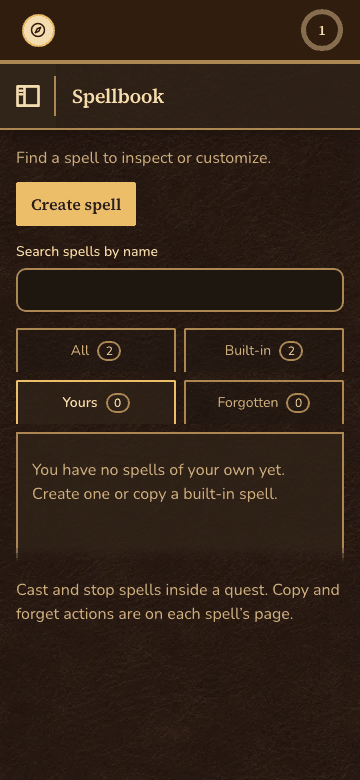 1
Spellbook
Find a spell to inspect or customize.
Create spell
Search spells by name
All 2
Built-in 2
Yours 0
Forgotten 0
You have no spells of your own yet.
Create one or copy a built-in spell.
Cast and stop spells inside a quest. Copy and
forget actions are on each spell’s page.